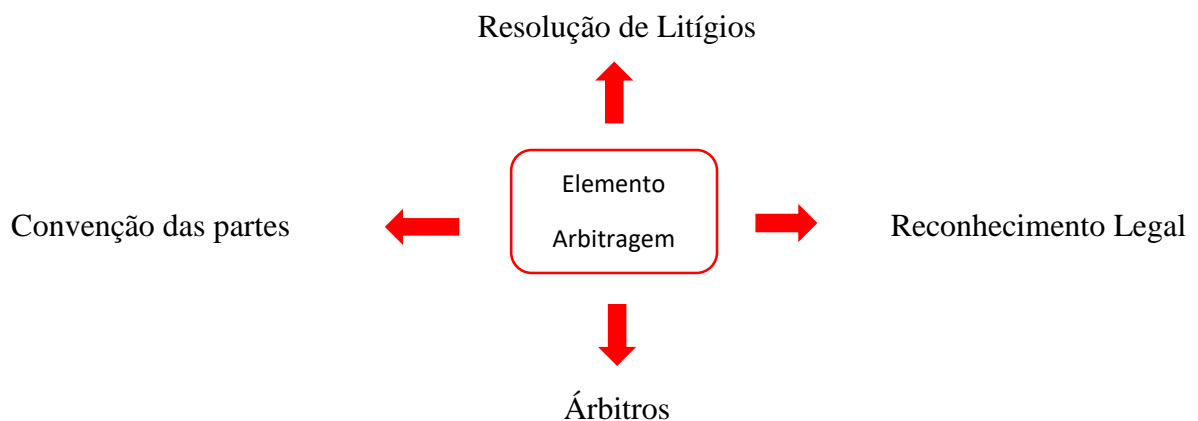 Resolução de Litígios
Elemento
Arbitragem
Convenção das partes
Reconhecimento Legal
Árbitros